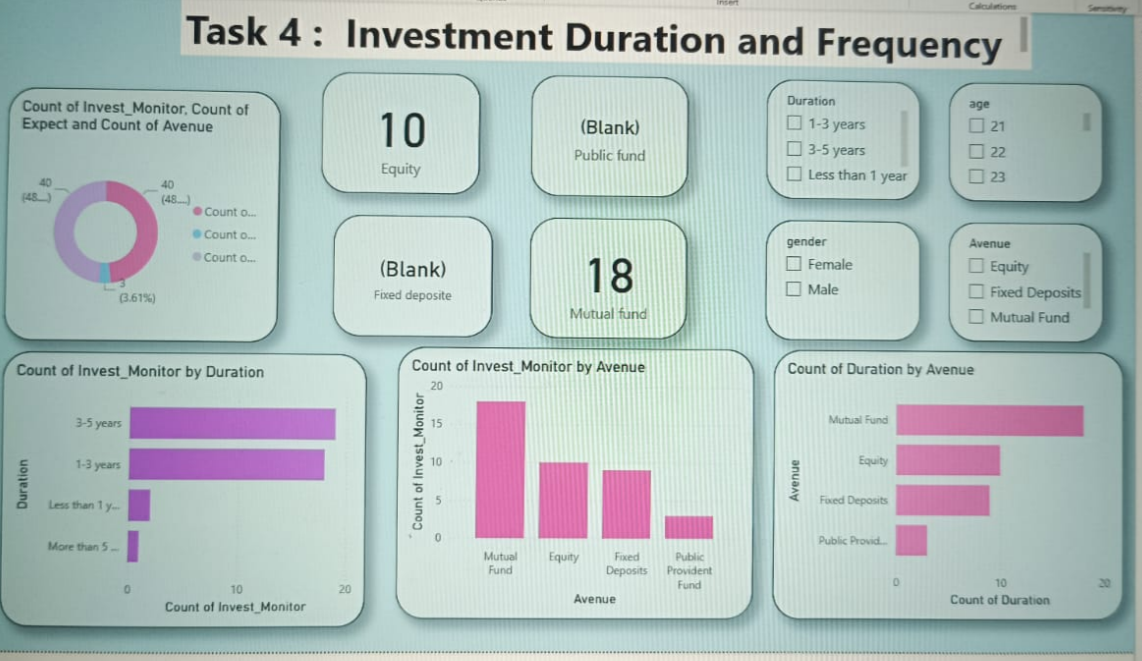 Insert
Calculations
Sensitivity
Task 4 : Investment Duration and Frequency
Count of Invest_Monitor, Count of
Expect and Count of Avenue
40
(48....)
40
(48....)
3
(3.61%)
Count o...
Count o...
Count o...
10
Equity
(Blank)
Public fund
(Blank)
Fixed deposite
18
Mutual fund
Duration
1-3 years
3-5 years
Less than 1 year
age
21
22
23
gender
Female
Male
Avenue
Equity
Fixed Deposits
Mutual Fund
Count of Invest_Monitor by Duration
Duration
3-5 years
1-3 years
Less than 1 y...
More than 5 ...
0
10
20
Count of Invest_Monitor
Count of Invest_Monitor by Avenue
Count of Invest_Monitor
20
15
10
5
0
Mutual
Fund
Equity
Fixed
Deposits
Public
Provident
Fund
Avenue
Count of Duration by Avenue
Avenue
Mutual Fund
Equity
Fixed Deposits
Public Provid...
0
10
20
Count of Duration